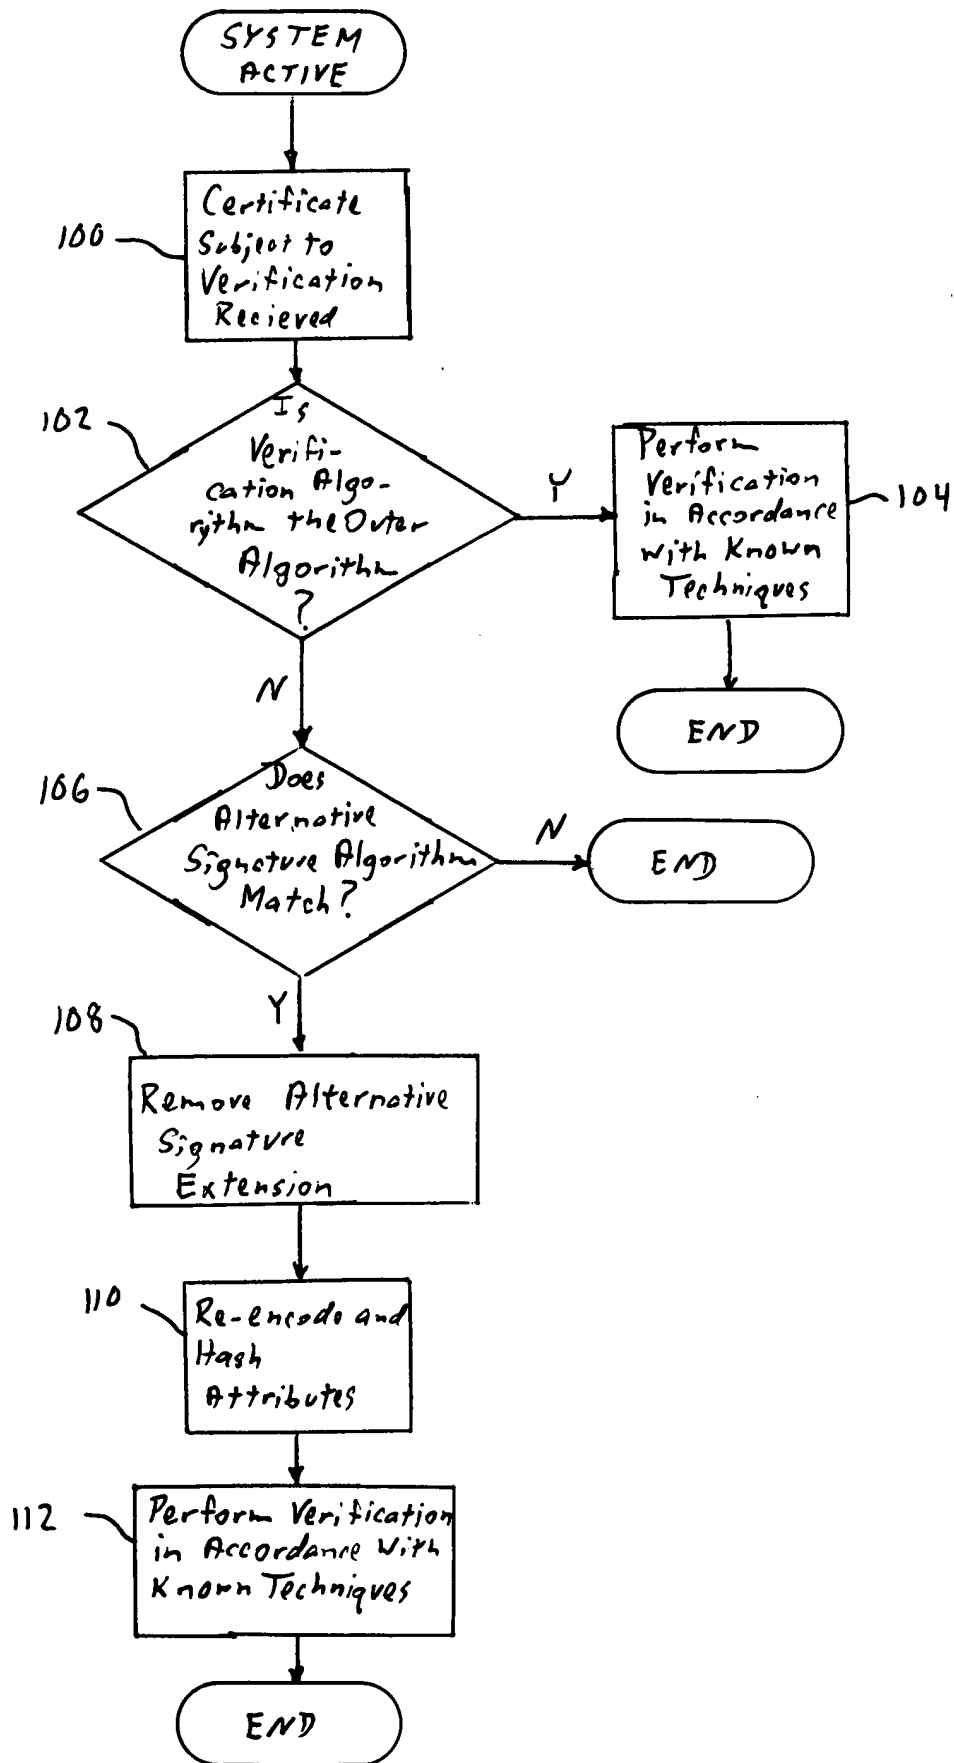 SYSTEM
ACTIVE
100
Certificate
Subject to
Verification
Recieved
102
Is
Verifi-
cation Algo-
rythm the Outer
Algorithm
?
Y
Perform
Verification
in Accordance
with Known
Techniques
104
N
END
106
Does
Alternative
Signature Algorithm
Match?
N
END
Y
108
Remove Alternative
Signature
Extension
110
Re-encode and
Hash
Attributes
112
Perform Verification
in Accordance with
Known Techniques
END